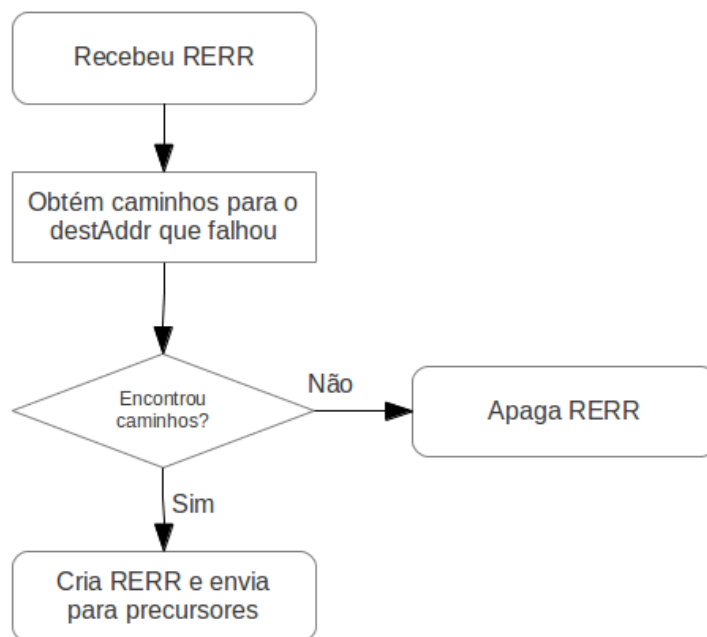 Recebeu RERR
Obtém caminhos para o
destAddr que falhou
Encontrou
caminhos?
Não
Apaga RERR
Sim
Cria RERR e envia
para precursores